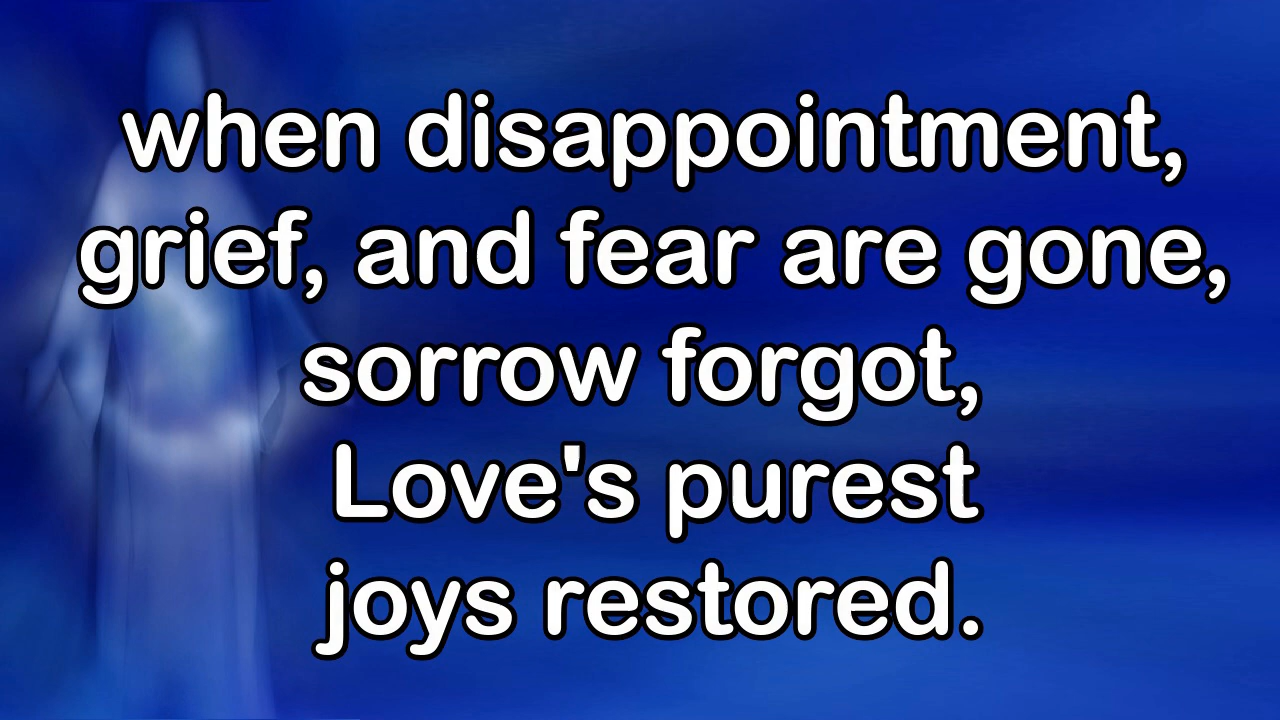 when disappointment,
grief, and fear are gone,
sorrow forgot,
Love's purest
joys restored.